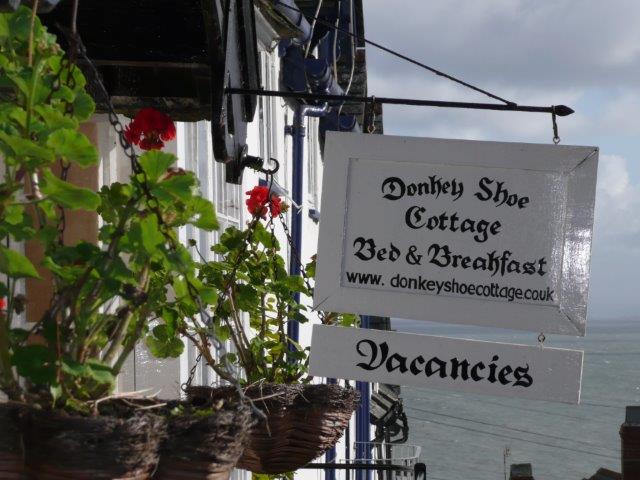 Donkey Shoe
Cottage
Bed & Breakfast
www. donkeyshoecottage.co.uk
Vacancies